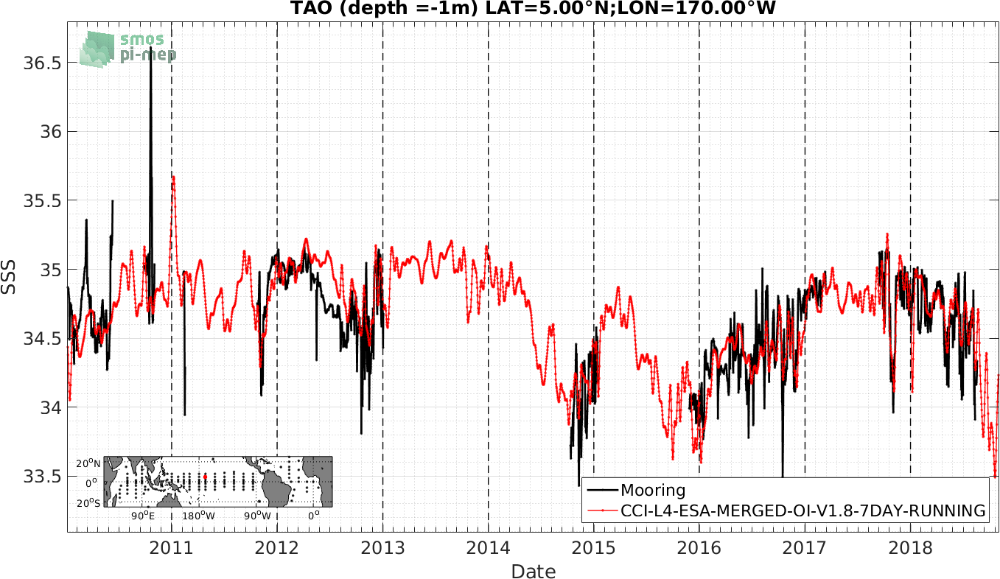 TAO (depth =-1m) LAT=5.00°N;LON=170.00°W
smos
pi-mep
36.5
36
35.5
35
34.5
34
33.5
SSS
20°N
0°
20°S
90°E 180°W 90°W 0°
Mooring
CCI-L4-ESA-MERGED-OI-V1.8-7DAY-RUNNING
2011 2012 2013 2014 2015 2016 2017 2018
Date